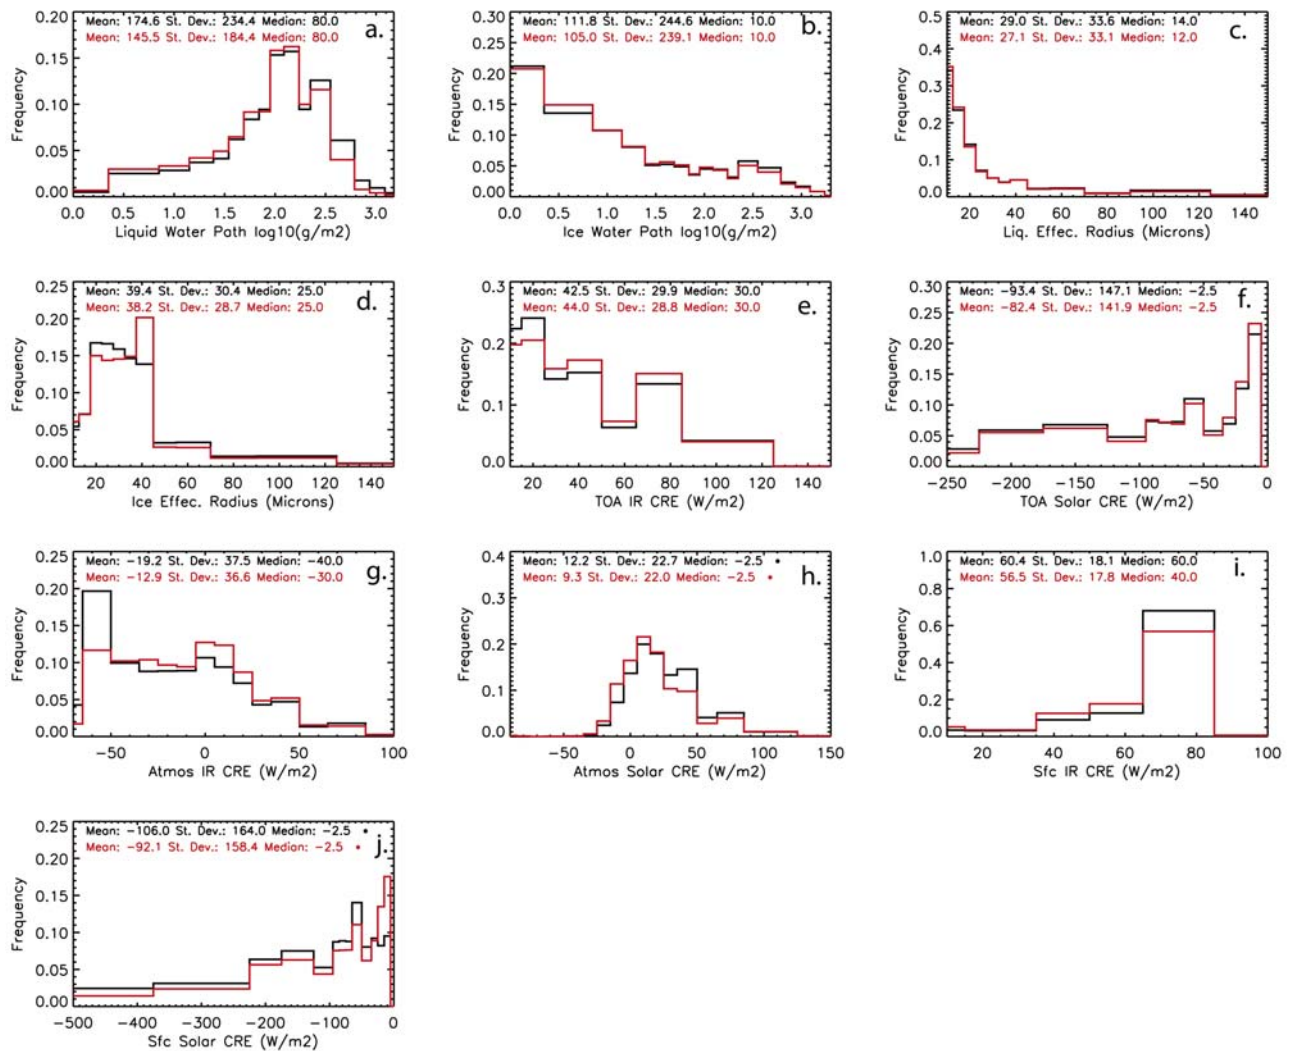 Mean: 174.6 St. Dev.: 234.4 Median: 80.0
Mean: 145.5 St. Dev.: 184.4 Median: 80.0
a.
0.20
0.15
0.10
0.05
0.00
Frequency
0.0 0.5 1.0 1.5 2.0 2.5 3.0
Liquid Water Path log10(g/m2)
Mean: 111.8 St. Dev.: 244.6 Median: 10.0
Mean: 105.0 St. Dev.: 239.1 Median: 10.0
b.
0.30
0.25
0.20
0.15
0.10
0.05
0.00
Frequency
0.0 0.5 1.0 1.5 2.0 2.5 3.0
Ice Water Path log10(g/m2)
Mean: 29.0 St. Dev.: 33.6 Median: 14.0
Mean: 27.1 St. Dev.: 33.1 Median: 12.0
c.
0.5
0.4
0.3
0.2
0.1
0.0
Frequency
20 40 60 80 100 120 140
Liq. Effec. Radius (Microns)
Mean: 39.4 St. Dev.: 30.4 Median: 25.0
Mean: 38.2 St. Dev.: 28.7 Median: 25.0
d.
0.25
0.20
0.15
0.10
0.05
0.00
Frequency
20 40 60 80 100 120 140
Ice Effec. Radius (Microns)
Mean: 42.5 St. Dev.: 29.9 Median: 30.0
Mean: 44.0 St. Dev.: 28.8 Median: 30.0
e.
0.3
0.2
0.1
0.0
Frequency
20 40 60 80 100 120 140
TOA IR CRE (W/m2)
Mean: −93.4 St. Dev.: 147.1 Median: −2.5
Mean: −82.4 St. Dev.: 141.9 Median: −2.5
f.
0.30
0.25
0.20
0.15
0.10
0.05
0.00
Frequency
−250 −200 −150 −100 −50 0
TOA Solar CRE (W/m2)
Mean: −19.2 St. Dev.: 37.5 Median: −40.0
Mean: −12.9 St. Dev.: 36.6 Median: −30.0
g.
0.25
0.20
0.15
0.10
0.05
0.00
Frequency
−50 0 50 100
Atmos IR CRE (W/m2)
Mean: 12.2 St. Dev.: 22.7 Median: −2.5
Mean: 9.3 St. Dev.: 22.0 Median: −2.5
h.
0.4
0.3
0.2
0.1
0.0
Frequency
−50 0 50 100 150
Atmos Solar CRE (W/m2)
Mean: 60.4 St. Dev.: 18.1 Median: 60.0
Mean: 56.5 St. Dev.: 17.8 Median: 40.0
i.
1.0
0.8
0.6
0.4
0.2
0.0
Frequency
20 40 60 80 100
Sfc IR CRE (W/m2)
Mean: −106.0 St. Dev.: 164.0 Median: −2.5
Mean: −92.1 St. Dev.: 158.4 Median: −2.5
j.
0.25
0.20
0.15
0.10
0.05
0.00
Frequency
−500 −400 −300 −200 −100 0
Sfc Solar CRE (W/m2)